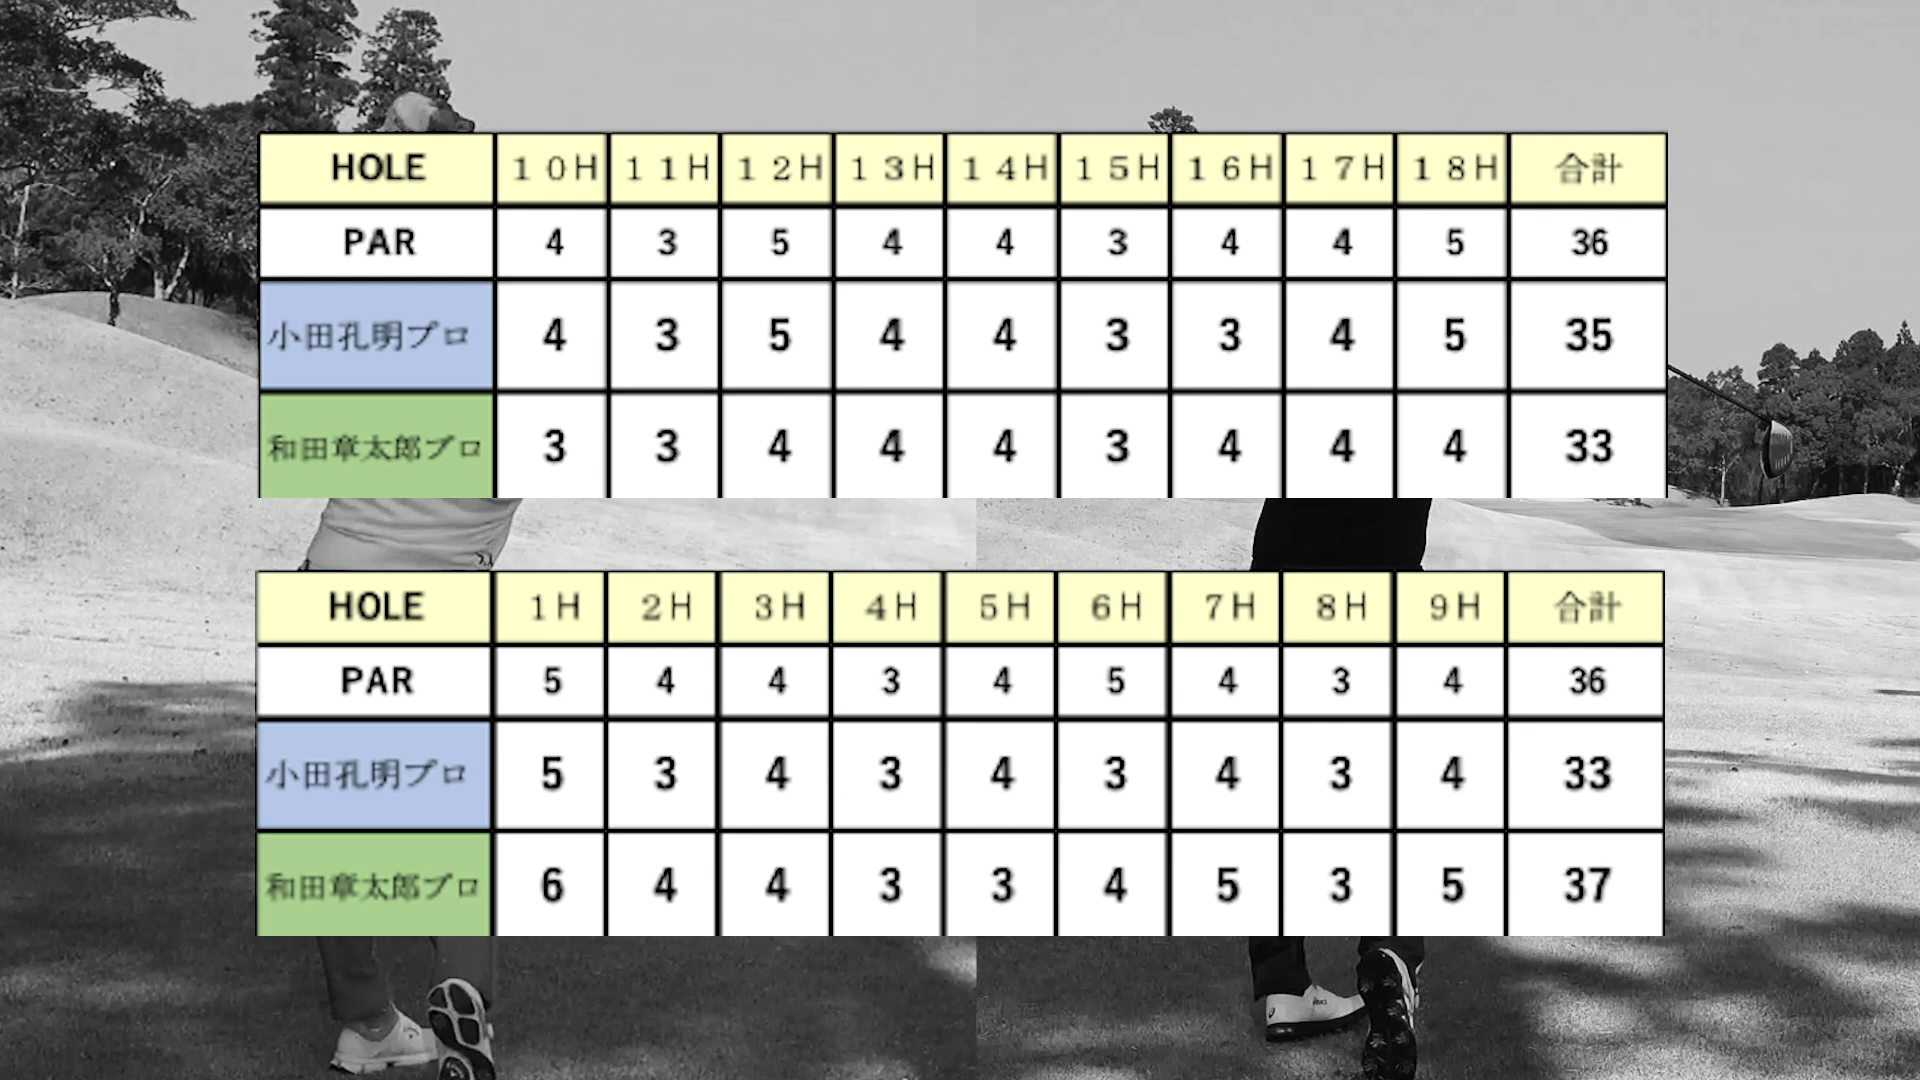 HOLE 10H 11H 12H 13H 14H 15H 16H 17H 18H 合計
PAR 4 3 5 4 4 3 4 4 5 36
小田孔明プロ 4 3 5 4 4 3 3 4 5 35
和田章太郎プロ 3 3 4 4 4 3 4 4 4 33
HOLE 1H 2H 3H 4H 5H 6H 7H 8H 9H 合計
PAR 5 4 4 3 4 5 4 3 4 36
小田孔明プロ 5 3 4 3 4 3 4 3 4 33
和田章太郎プロ 6 4 4 3 3 4 5 3 5 37